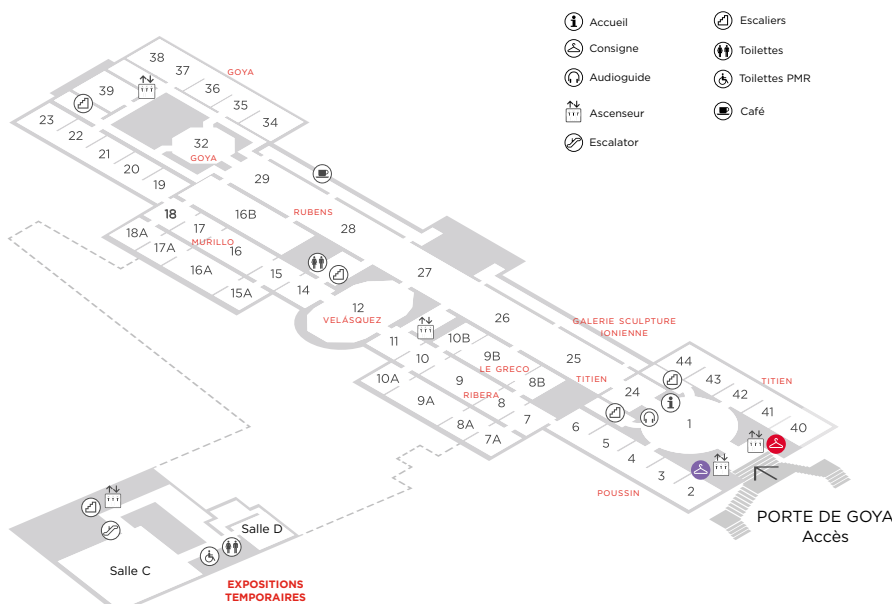 Accueil
Consigne
Audioguide
Ascenseur
Escalator
Escaliers
Toilettes
Toilettes PMR
Café
38
37
GOYA
36
39
35
34
23
22
32
21
GOYA
20
29
19
18
16B
RUBENS
17
28
18A
MURILLO
17A
16
16A
15
27
15A
14
12
VELÁSQUEZ
26
GALERIE SCULPTURE
IONIENNE
11
10B
10
9B
25
44
LE GRECO
10A
9
8B
TITIEN
43
TITIEN
24
42
9A
RIBERA
8
41
8A
7
6
1
40
7A
5
4
3
2
POUSSIN
PORTE DE GOYA
Accès
Salle D
Salle C
EXPOSITIONS
TEMPORAIRES